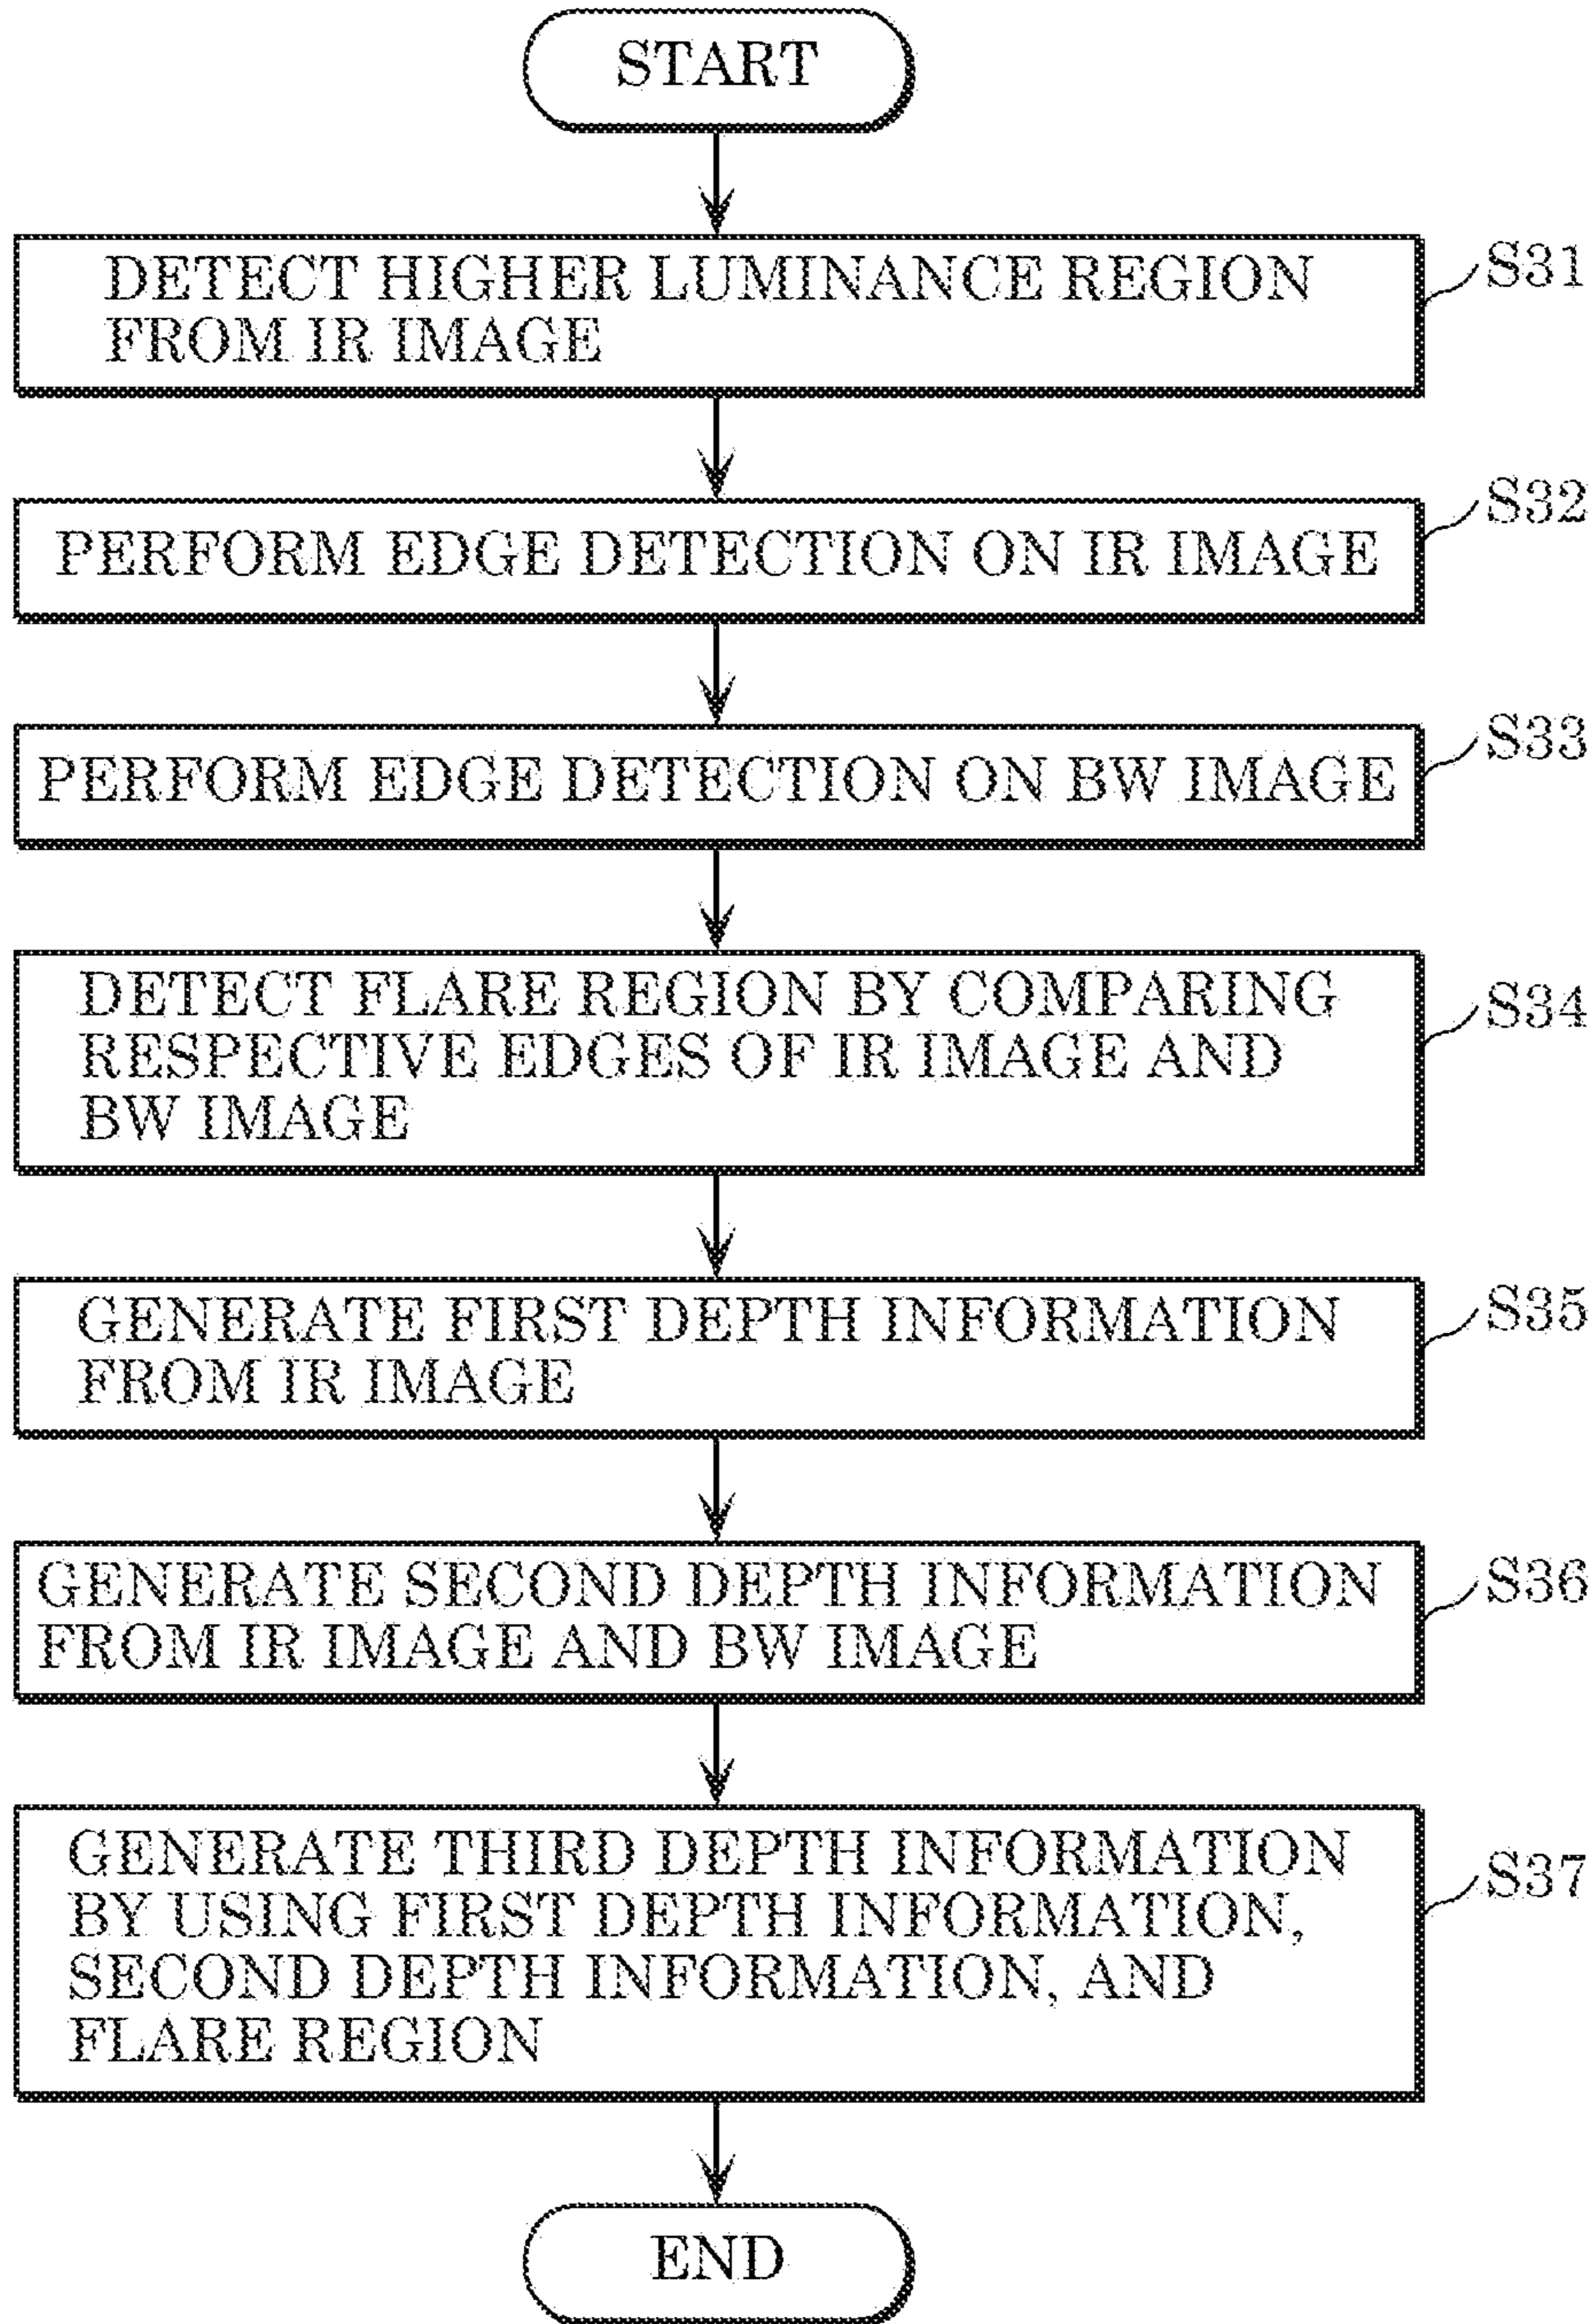 START
DETECT HIGHER LUMINANCE REGION
FROM IR IMAGE
S31
PERFORM EDGE DETECTION ON IR IMAGE
S32
PERFORM EDGE DETECTION ON BW IMAGE
S33
DETECT FLARE REGION BY COMPARING
RESPECTIVE EDGES OF IR IMAGE AND
BW IMAGE
S34
GENERATE FIRST DEPTH INFORMATION
FROM IR IMAGE
S35
GENERATE SECOND DEPTH INFORMATION
FROM IR IMAGE AND BW IMAGE
S36
GENERATE THIRD DEPTH INFORMATION
BY USING FIRST DEPTH INFORMATION,
SECOND DEPTH INFORMATION, AND
FLARE REGION
S37
END